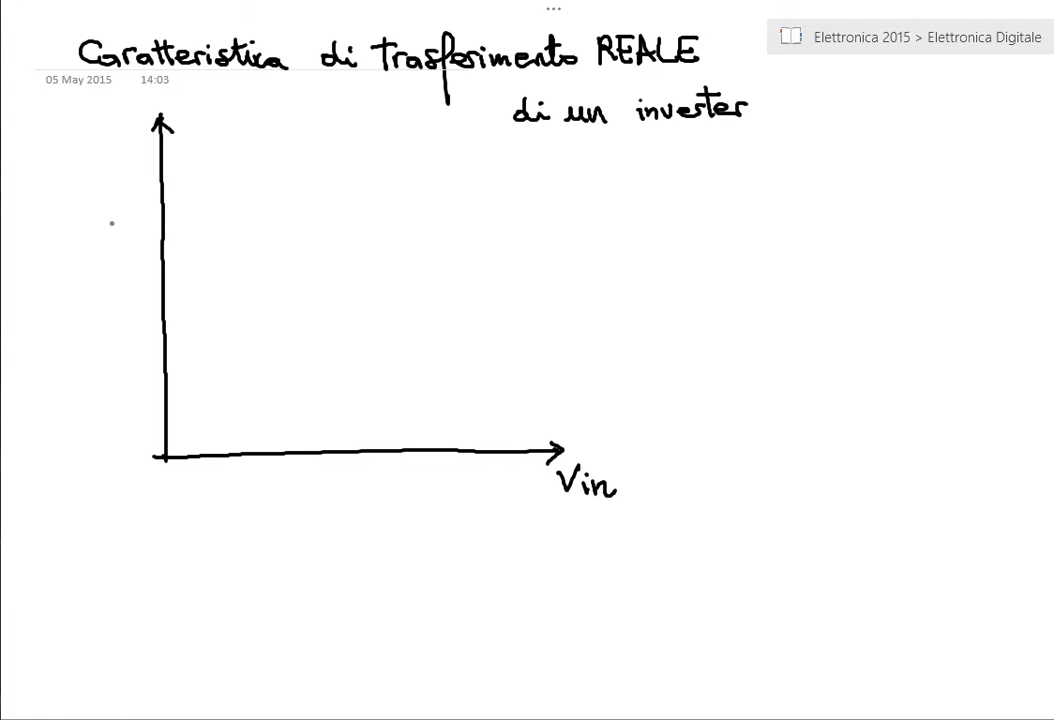 Caratteristica di trasferimento REALE
di un inverter
Elettronica 2015 > Elettronica Digitale
05 May 2015 14:03
Vin